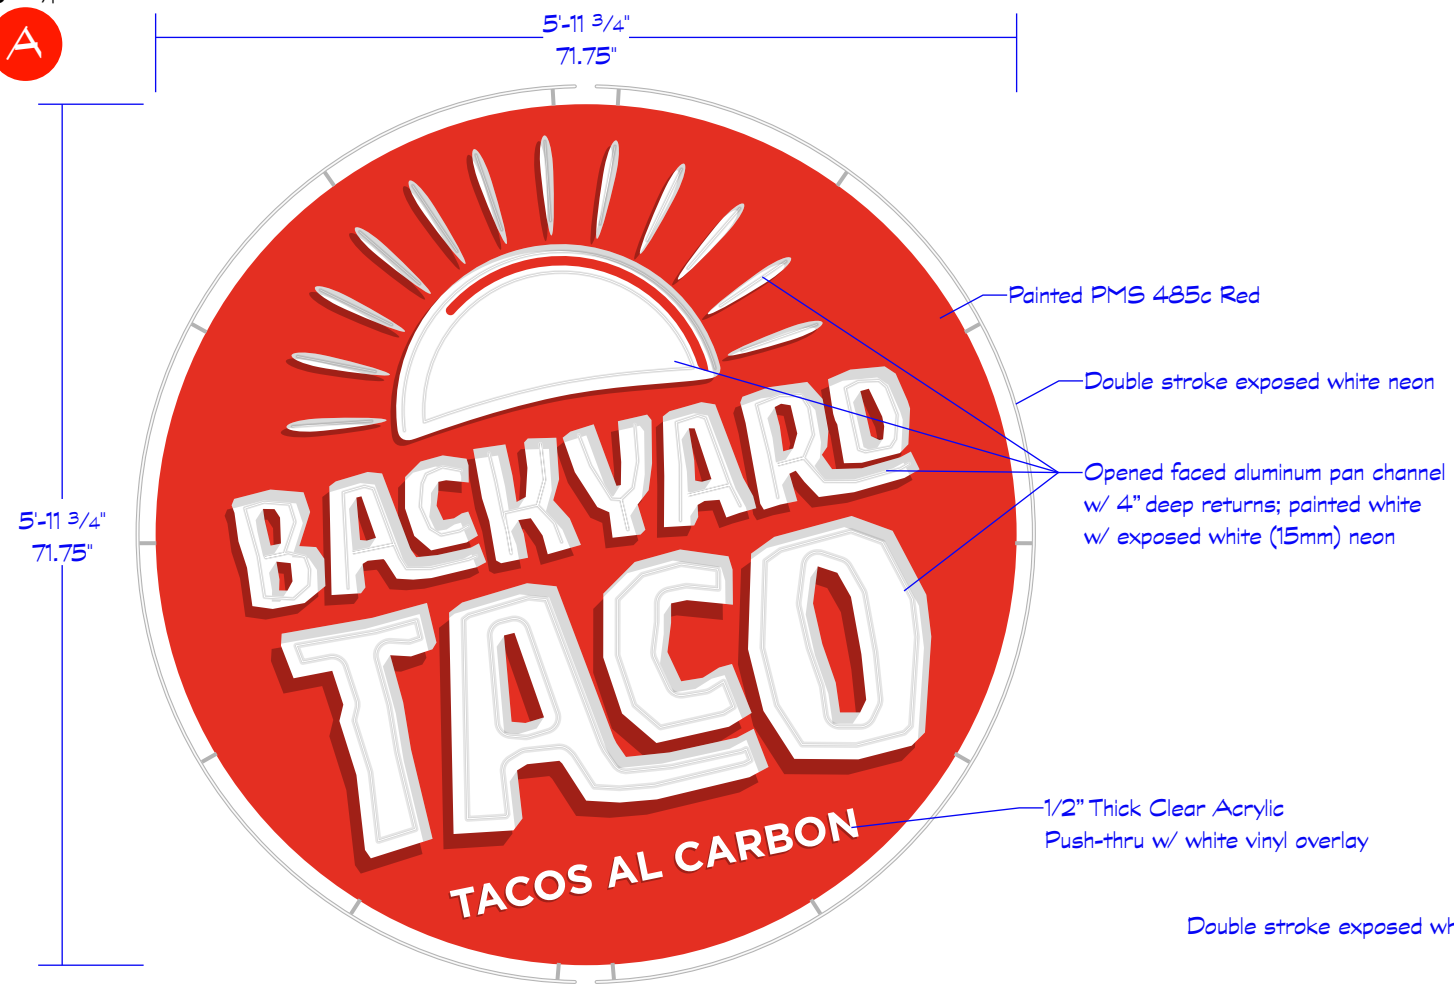 A
5'-11 3/4"
71.75"
5'-11 3/4"
71.75"
BACKYARD
TACO
TACOS AL CARBON
Painted PMS 485c Red
Double stroke exposed white neon
Opened faced aluminum pan channel
w/ 4” deep returns; painted white
w/ exposed white (15mm) neon
1/2” Thick Clear Acrylic
Push-thru w/ white vinyl overlay
Double stroke exposed